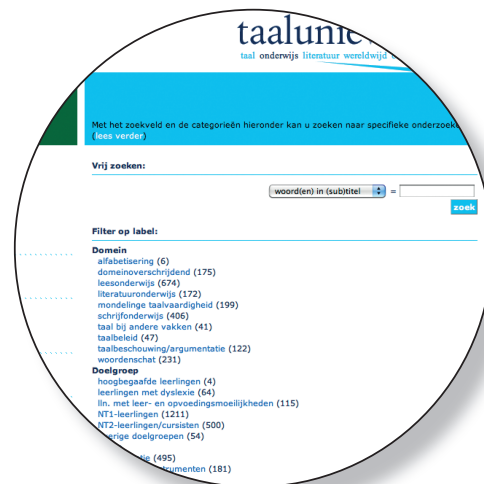 taalunie
taal onderwijs literatuur wereldwijd
Met het zoekveld en de categorieën hieronder kan u zoeken naar specifieke
(lees verder)
Vrij zoeken:
woord(en) in (sub)titel =
zoek
Filter op label:
Domein
alfabetisering (6)
domeinoverschrijdend (175)
leesonderwijs (674)
literatuuronderwijs (172)
mondelinge taalvaardigheid (199)
schrijfonderwijs (406)
taal bij andere vakken (41)
taalbeleid (47)
taalbeschouwing/argumentatie (122)
woordenschat (231)
Doelgroep
hoogbegaafde leerlingen (4)
leerlingen met dyslexie (64)
lln. met leer- en opvoedingsmoeilijkheden (115)
NT1-leerlingen (1211)
NT2-leerlingen/cursisten (500)
doelgroepen (54)
(495)
(181)